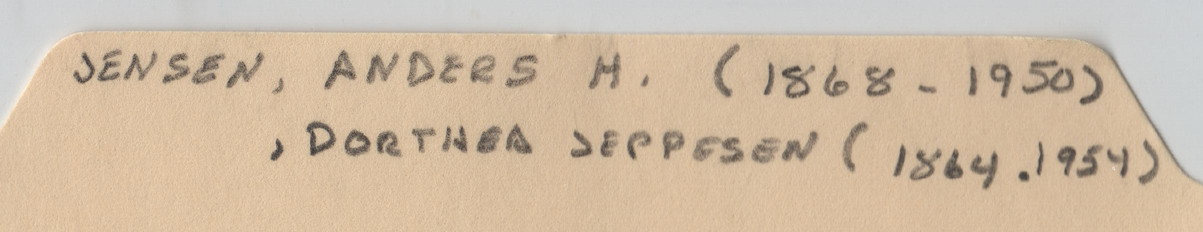 JENSEN, ANDERS H. (1868 - 1950)
, DORTHEA JEPPESEN (1864.1954)